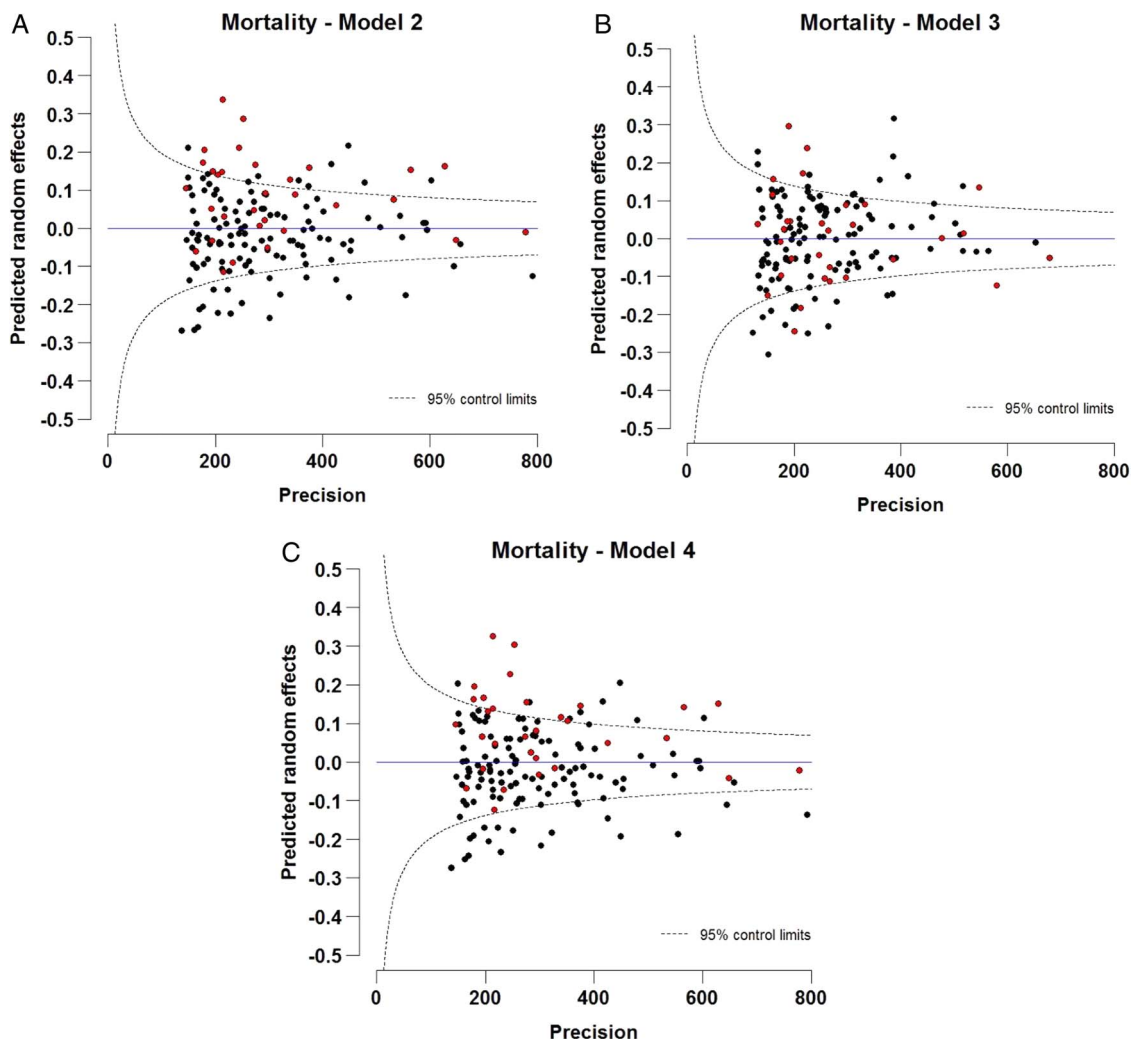 A
Mortality - Model 2
Predicted random effects
0.5
0.4
0.3
0.2
0.1
0.0
-0.1
-0.2
-0.3
-0.4
-0.5
95% control limits
0 200 400 600 800
Precision
B
Mortality - Model 3
Predicted random effects
0.5
0.4
0.3
0.2
0.1
0.0
-0.1
-0.2
-0.3
-0.4
-0.5
95% control limits
0 200 400 600 800
Precision
C
Mortality - Model 4
Predicted random effects
0.5
0.4
0.3
0.2
0.1
0.0
-0.1
-0.2
-0.3
-0.4
-0.5
95% control limits
0 200 400 600 800
Precision